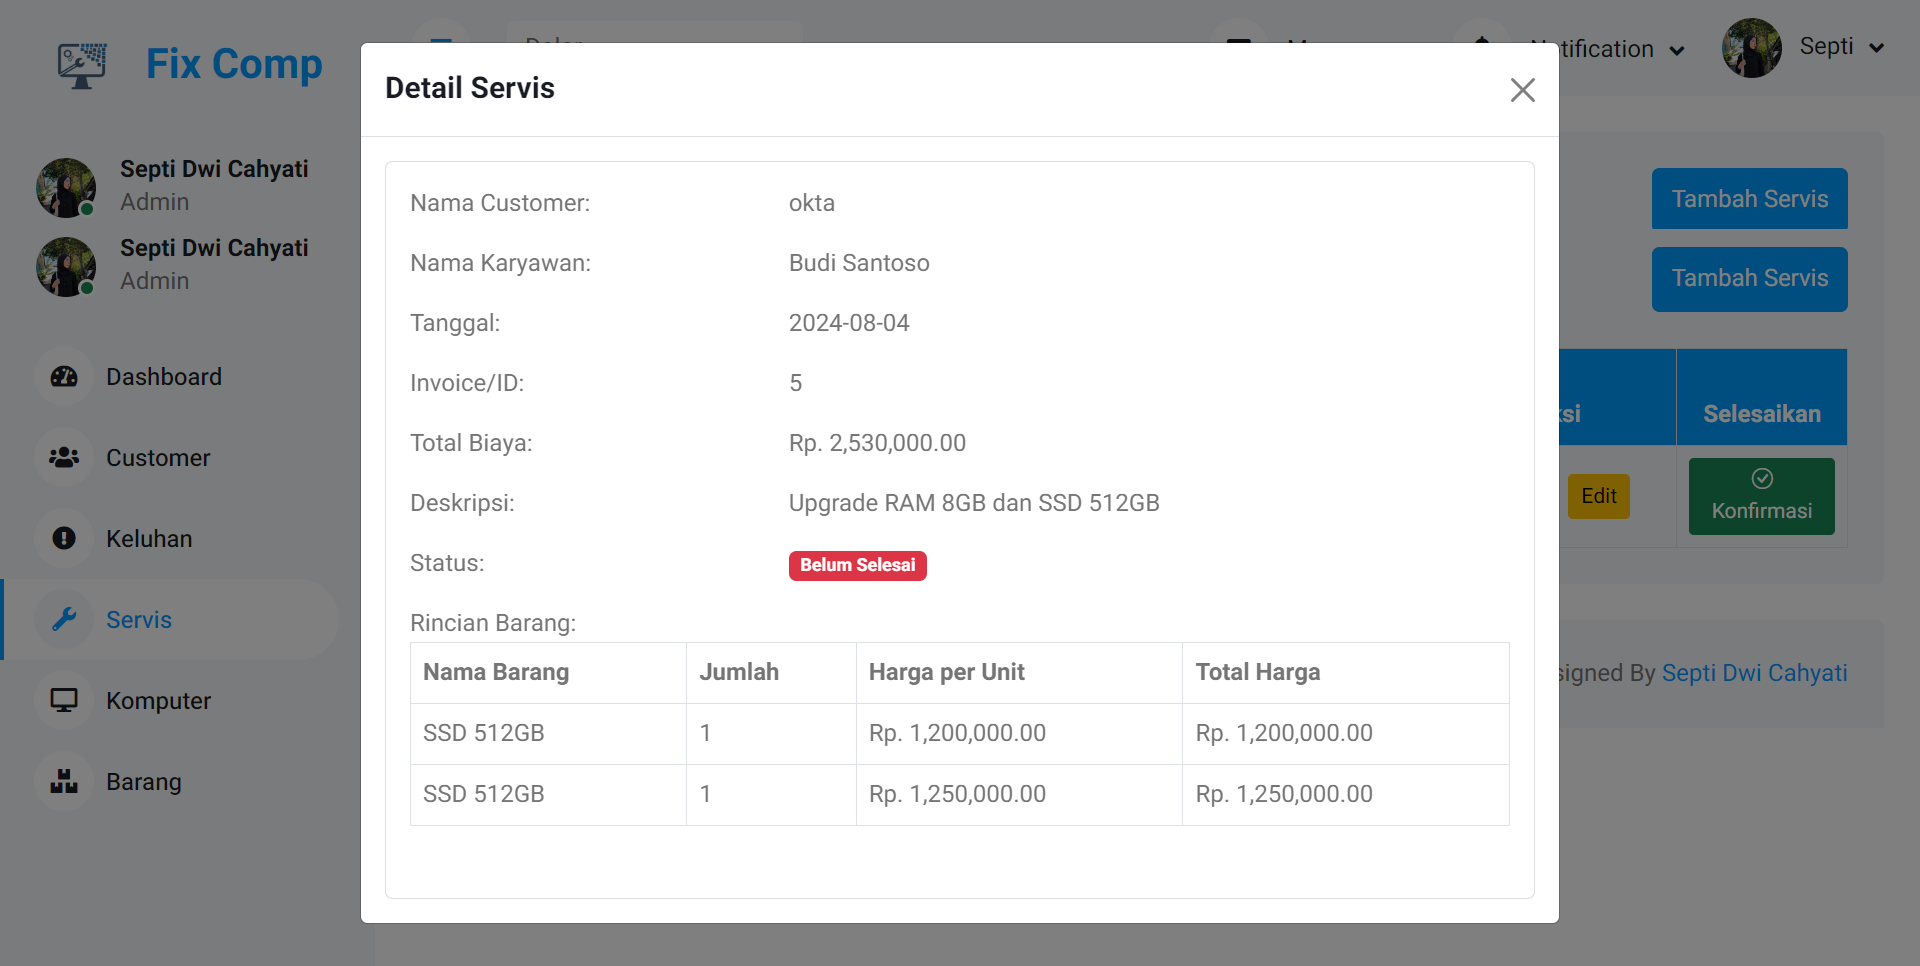 Fix Comp
Notification
Septi
Septi Dwi Cahyati
Admin
Septi Dwi Cahyati
Admin
Dashboard
Customer
Keluhan
Servis
Komputer
Barang
Detail Servis
Nama Customer: okta
Nama Karyawan: Budi Santoso
Tanggal: 2024-08-04
Invoice/ID: 5
Total Biaya: Rp. 2,530,000.00
Deskripsi: Upgrade RAM 8GB dan SSD 512GB
Status: Belum Selesai
Rincian Barang:
Nama Barang Jumlah Harga per Unit Total Harga
SSD 512GB 1 Rp. 1,200,000.00 Rp. 1,200,000.00
SSD 512GB 1 Rp. 1,250,000.00 Rp. 1,250,000.00
Tambah Servis
Tambah Servis
Selesaikan
Edit
Konfirmasi
signed By Septi Dwi Cahyati